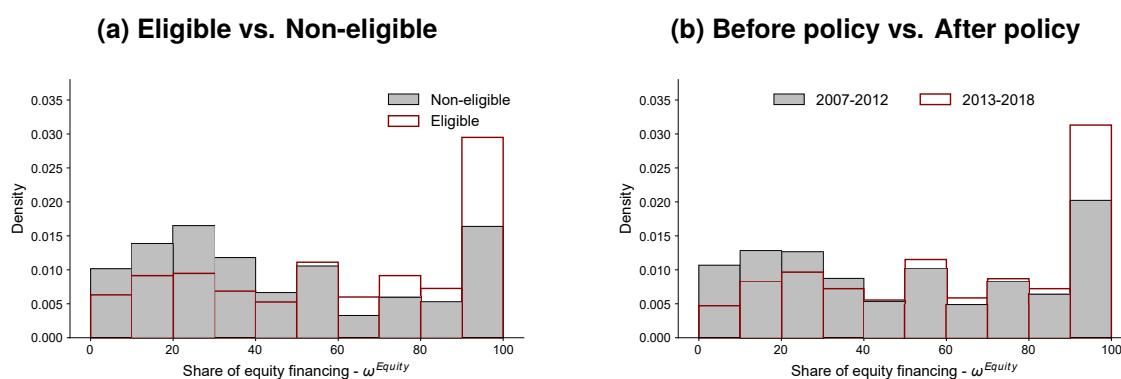 (a) Eligible vs. Non-eligible
Non-eligible
Eligible
0.035
0.030
0.025
0.020
0.015
0.010
0.005
0.000
Density
0 20 40 60 80 100
Share of equity financing - ω^Equity
(b) Before policy vs. After policy
2007-2012 2013-2018
0.035
0.030
0.025
0.020
0.015
0.010
0.005
0.000
Density
0 20 40 60 80 100
Share of equity financing - ω^Equity